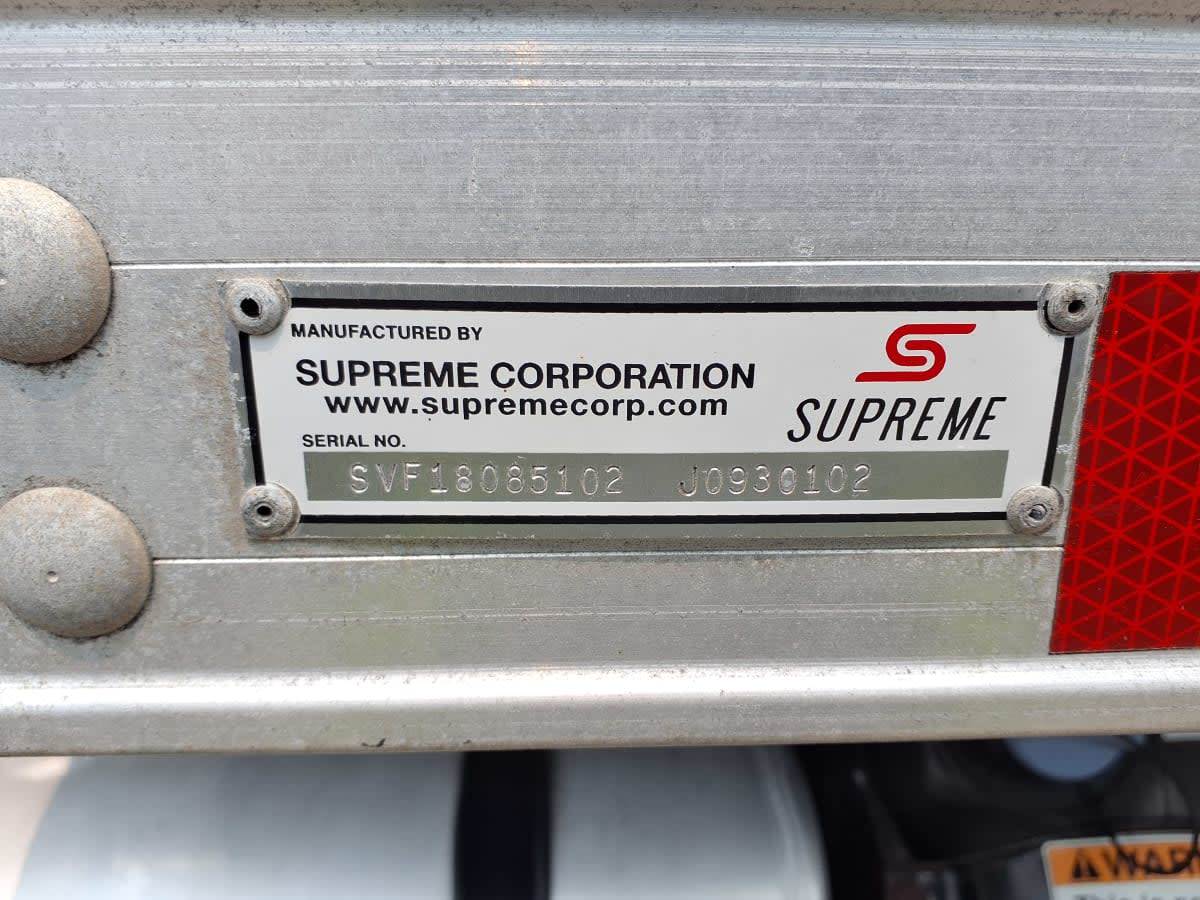 MANUFACTURED BY
SUPREME CORPORATION
www.supremecorp.com
SUPREME
SERIAL NO.
SVF18085102 J0930102